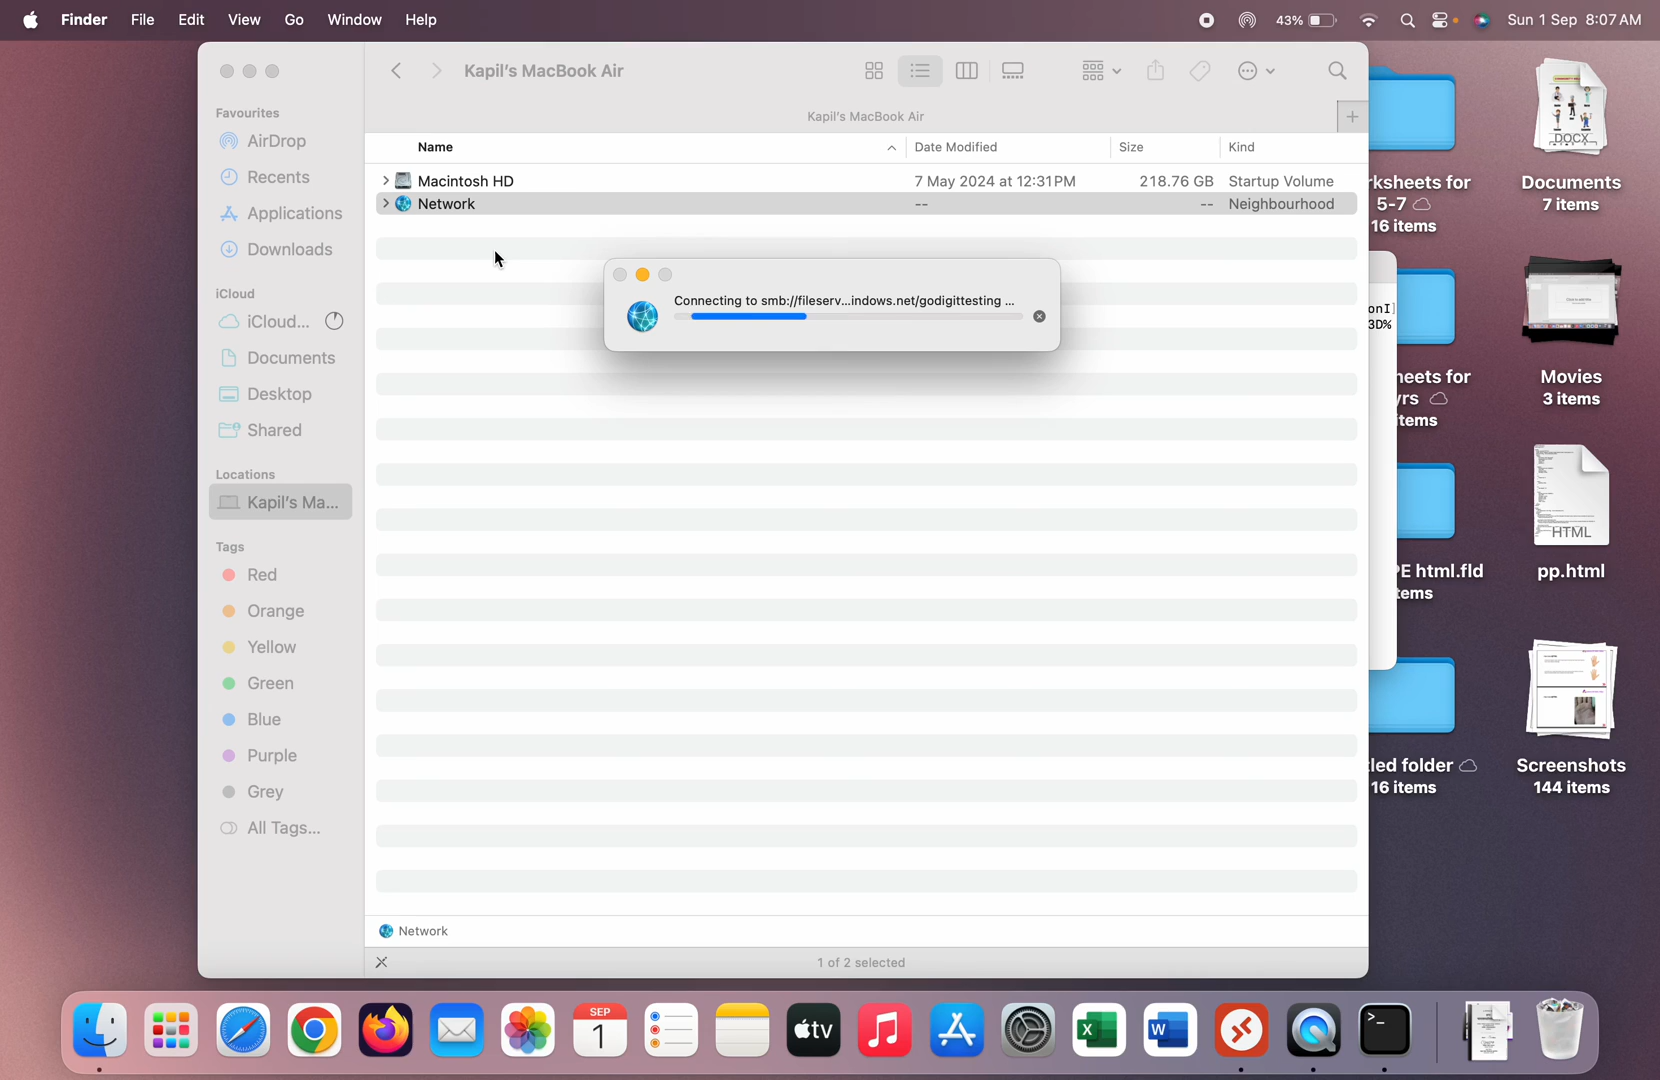 Finder File Edit View Go Window Help 43% Sun 1 Sep 8:07 AM
Kapil's MacBook Air
Kapil's MacBook Air
Favourites
AirDrop
Recents
Applications
Downloads
iCloud
iCloud...
Documents
Desktop
Shared
Locations
Kapil's Ma...
Tags
Red
Orange
Yellow
Green
Blue
Purple
Grey
All Tags...
Name Date Modified Size Kind
Macintosh HD 7 May 2024 at 12:31 PM 218.76 GB Startup Volume
Network -- -- Neighbourhood
Connecting to smb://fileserv...indows.net/godigittesting ...
Network
1 of 2 selected
ksheets for
5-7
16 items
onI]
3D%
eets for
yrs
items
E html.fld
ems
led folder
16 items
DOCX
Documents
7 items
Movies
3 items
HTML
pp.html
Screenshots
144 items
SEP
1
tv
X
W
>_